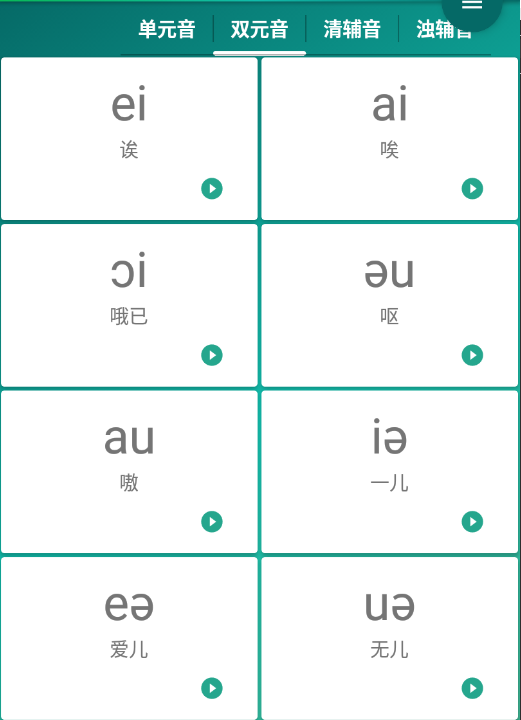 单元音 双元音 清辅音 浊辅音
ei ai
诶 唉
ɔi əu
哦已 呕
au iə
嗷 一儿
eə uə
爱儿 无儿